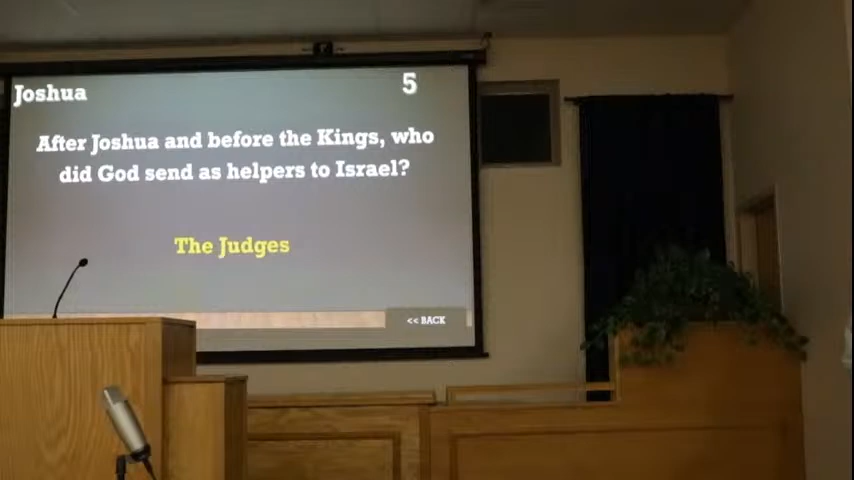 Joshua
5
After Joshua and before the Kings, who
did God send as helpers to Israel?
The Judges
<< BACK